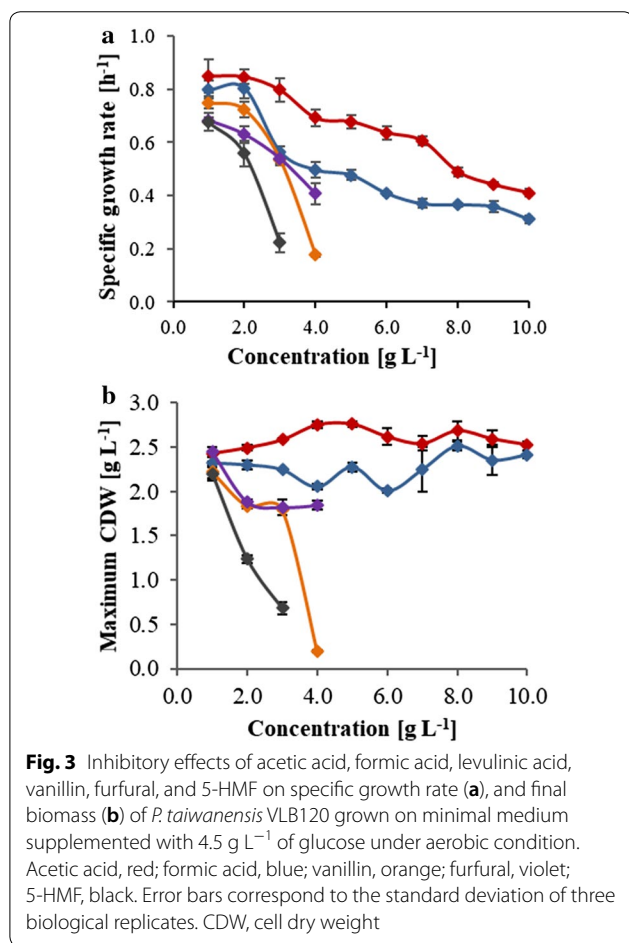 a
Specific growth rate [h-1]
1.0
0.8
0.6
0.4
0.2
0.0
0.0 2.0 4.0 6.0 8.0 10.0
Concentration [g L-1]
b
Maximum CDW [g L-1]
3.0
2.5
2.0
1.5
1.0
0.5
0.0
0.0 2.0 4.0 6.0 8.0 10.0
Concentration [g L-1]
Fig. 3 Inhibitory effects of acetic acid, formic acid, levulinic acid,
vanillin, furfural, and 5-HMF on specific growth rate (a), and final
biomass (b) of P. taiwanensis VLB120 grown on minimal medium
supplemented with 4.5 g L−1 of glucose under aerobic condition.
Acetic acid, red; formic acid, blue; vanillin, orange; furfural, violet;
5-HMF, black. Error bars correspond to the standard deviation of three
biological replicates. CDW, cell dry weight